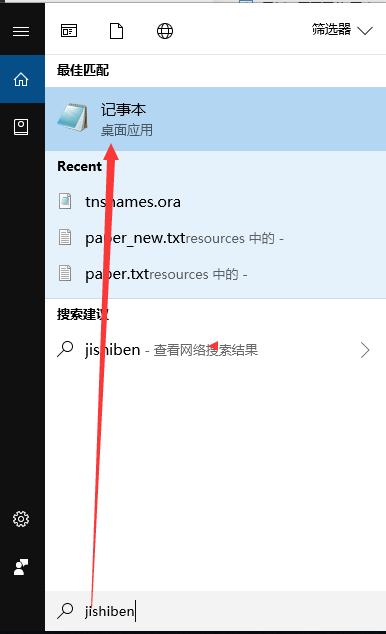 筛选器
最佳匹配
记事本
桌面应用
Recent
tnsnames.ora
paper_new.txtresources 中的 -
paper.txtresources 中的 -
搜索建议
jishiben - 查看网络搜索结果
jishiben